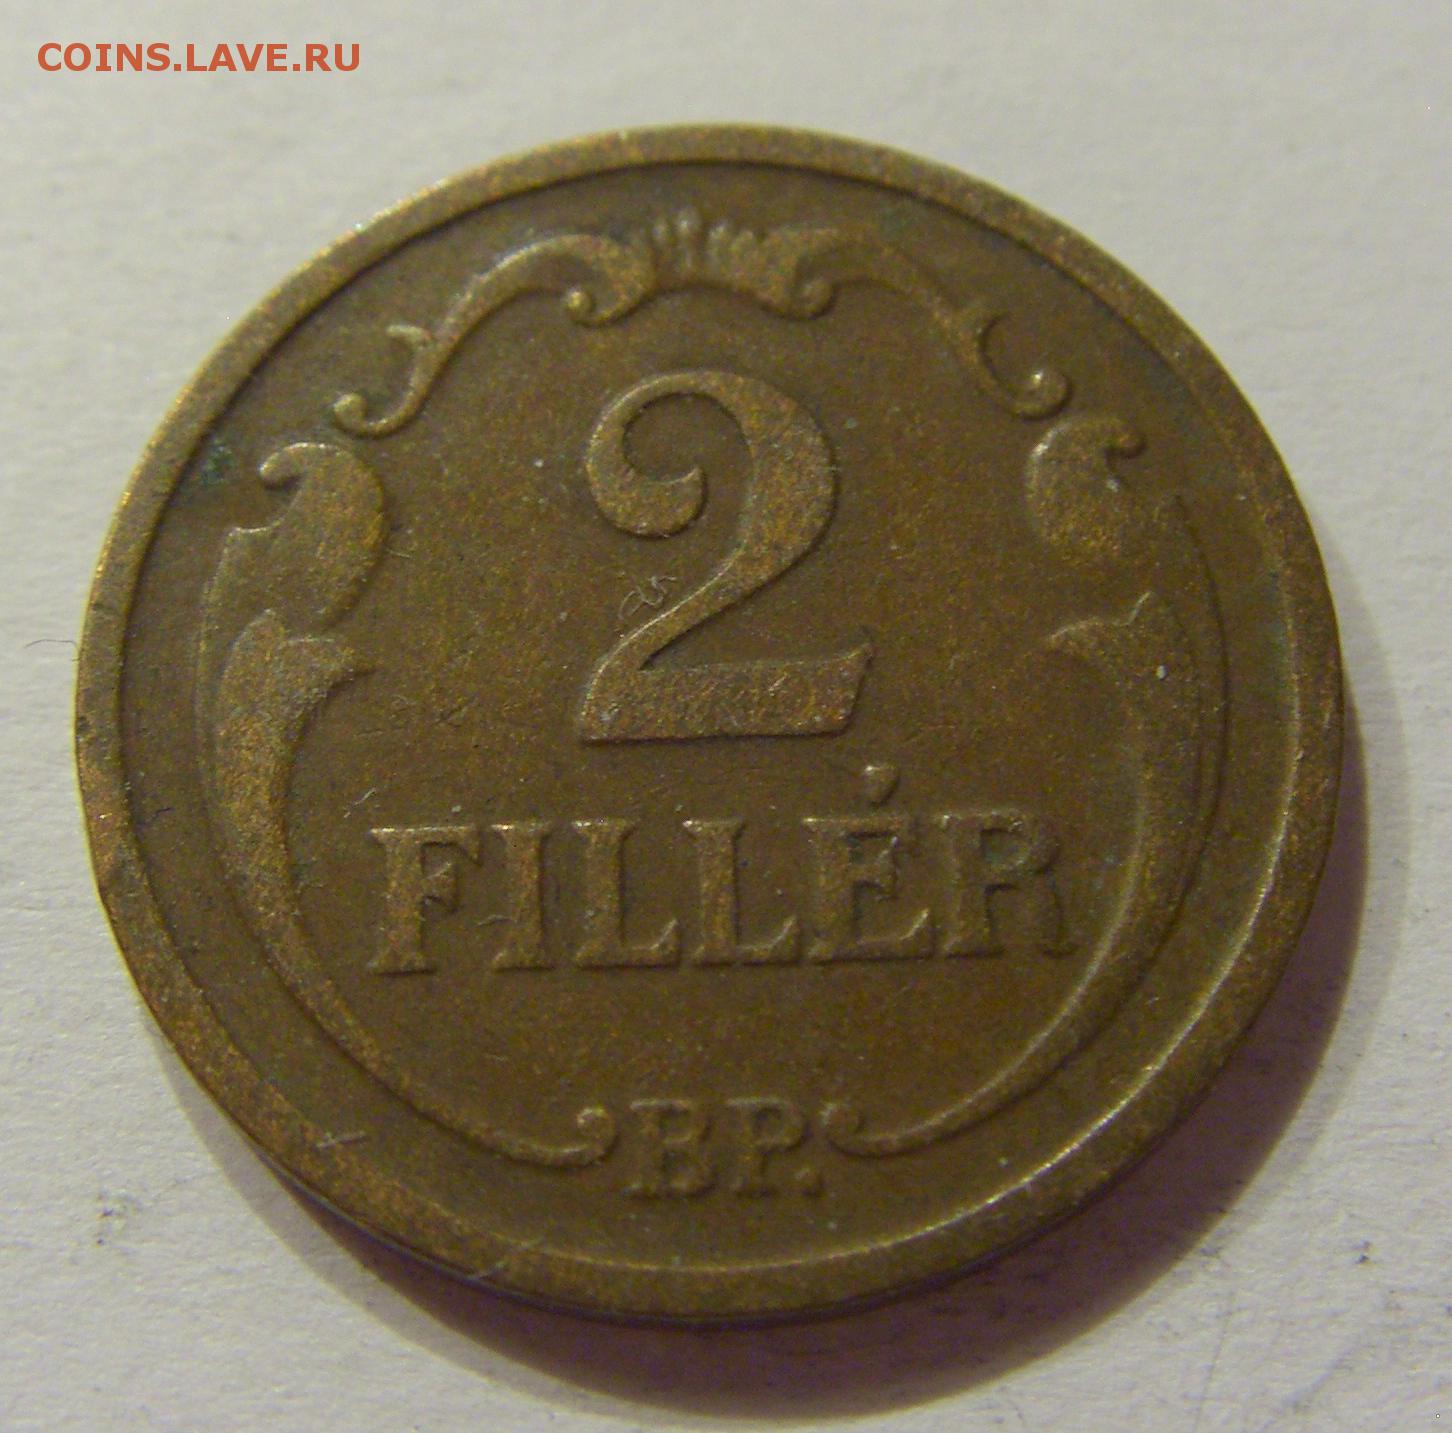 COINS.LAVE.RU
2
FILLÉR
BP.